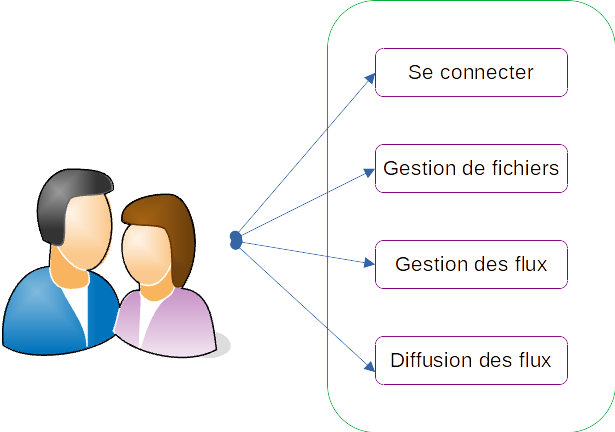 Se connecter
Gestion de fichiers
Gestion des flux
Diffusion des flux